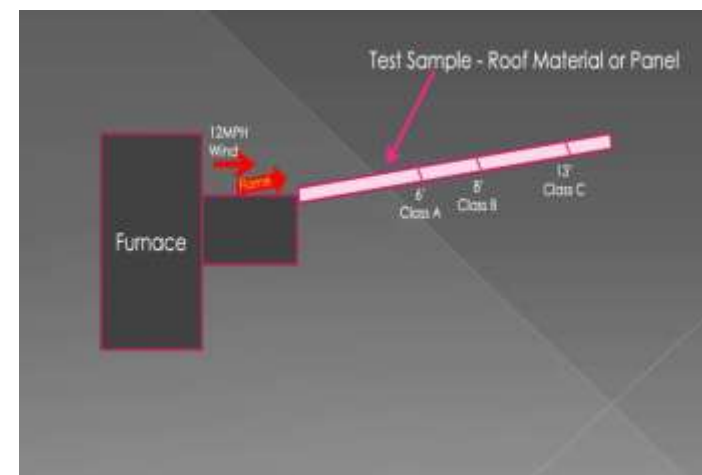 Test Sample - Roof Material or Panel
12MPH
Wind
Flame
6'
Class A
8'
Class B
13'
Class C
Furnace